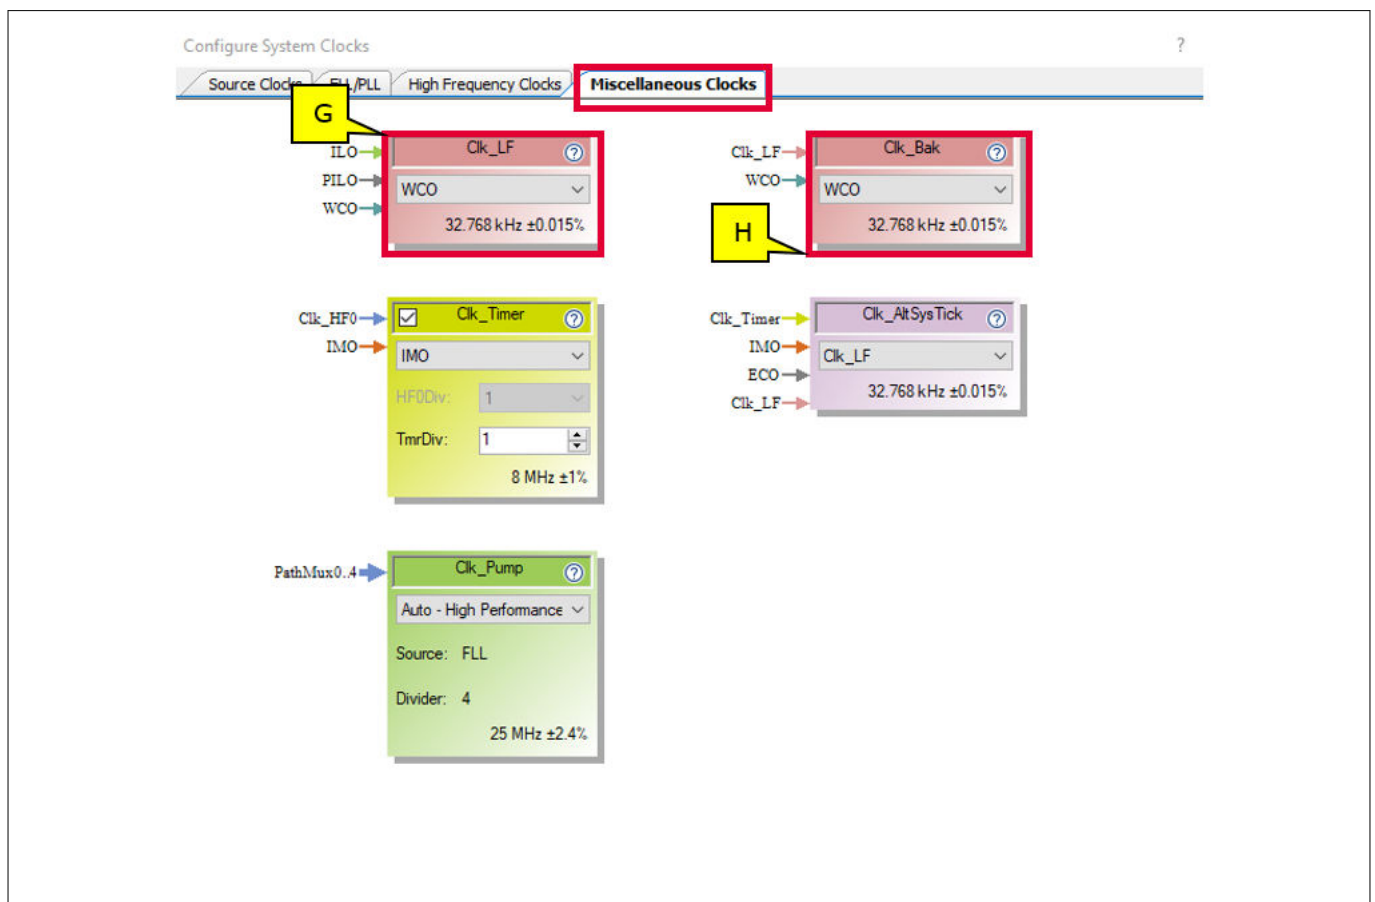 Configure System Clocks ?
Source Clocks FLL/PLL High Frequency Clocks Miscellaneous Clocks
G
ILO Clk_LF ?
PILO WCO
WCO
32.768 kHz ±0.015%
Clk_LF Clk_Bak ?
WCO WCO
32.768 kHz ±0.015%
H
Clk_HF0 Clk_Timer ?
IMO IMO
HF0Div: 1
TmrDiv: 1
8 MHz ±1%
Clk_Timer Clk_AltSysTick ?
IMO Clk_LF
ECO
32.768 kHz ±0.015%
Clk_LF
PathMux0..4 Clk_Pump ?
Auto - High Performance
Source: FLL
Divider: 4
25 MHz ±2.4%